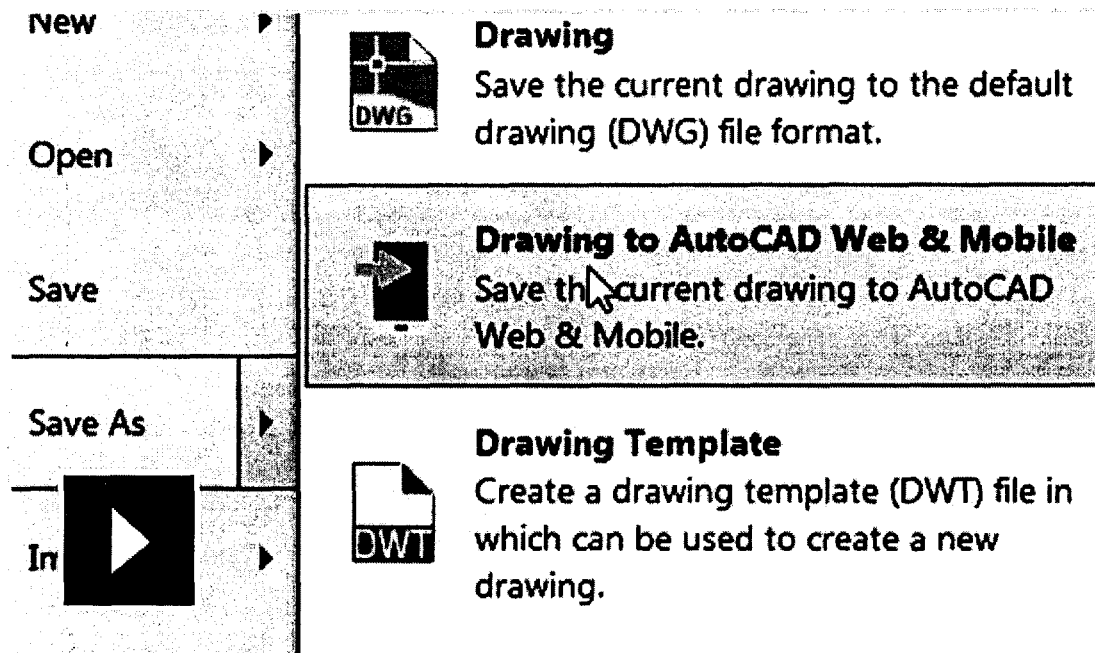 New
Open
Save
Save As
Drawing
Save the current drawing to the default
drawing (DWG) file format.
DWG
Drawing to AutoCAD Web & Mobile
Save the current drawing to AutoCAD
Web & Mobile.
Drawing Template
Create a drawing template (DWT) file in
which can be used to create a new
drawing.
DWT